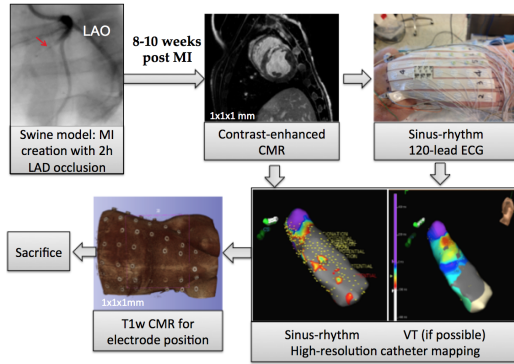 LAO
8-10 weeks
post MI
1x1x1 mm
Swine model: MI
creation with 2h
LAD occlusion
Contrast-enhanced
CMR
Sinus-rhythm
120-lead ECG
Sacrifice
1x1x1mm
T1w CMR for
electrode position
Sinus-rhythm VT (if possible)
High-resolution catheter mapping